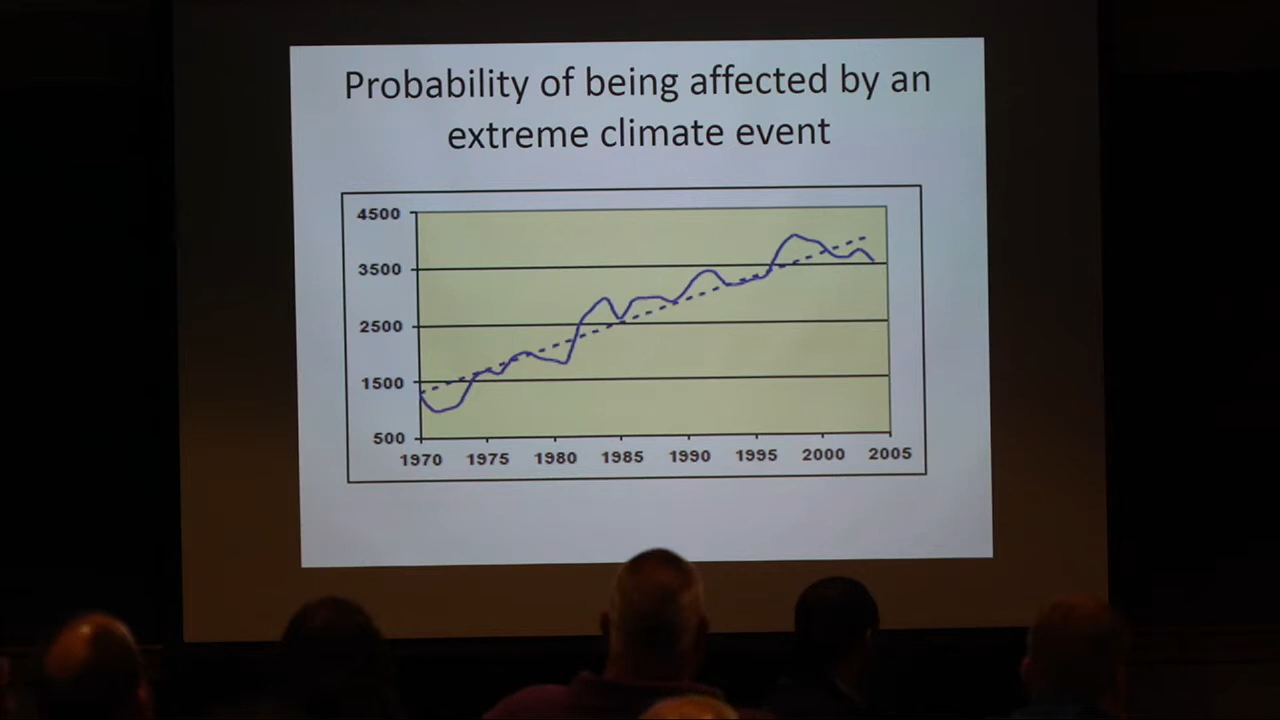 Probability of being affected by an
extreme climate event
4500
3500
2500
1500
500
1970 1975 1980 1985 1990 1995 2000 2005